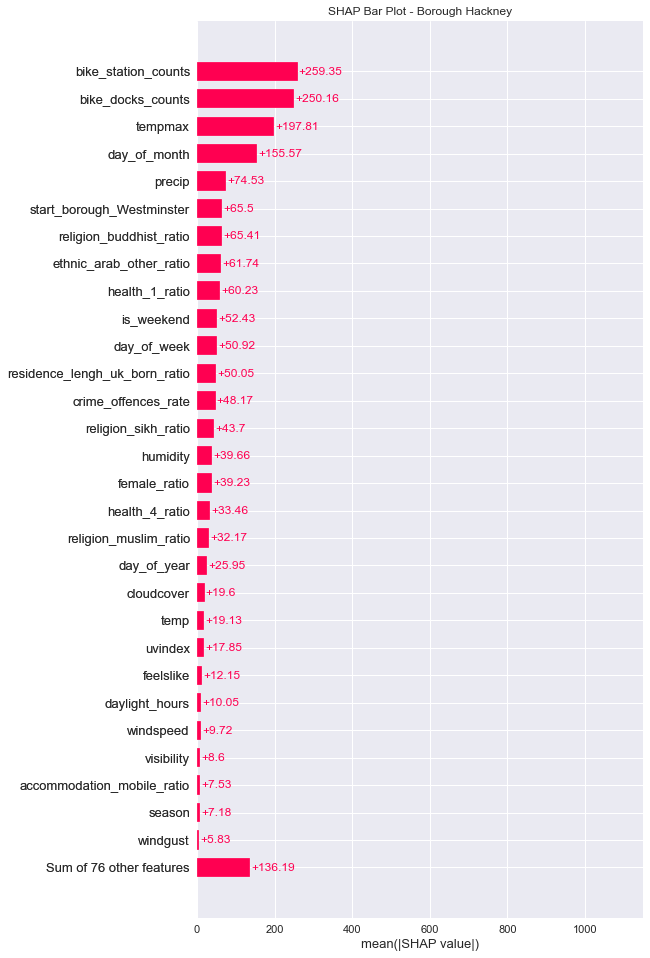 SHAP Bar Plot - Borough Hackney
bike_station_counts +259.35
bike_docks_counts +250.16
tempmax +197.81
day_of_month +155.57
precip +74.53
start_borough_Westminster +65.5
religion_buddhist_ratio +65.41
ethnic_arab_other_ratio +61.74
health_1_ratio +60.23
is_weekend +52.43
day_of_week +50.92
residence_lengh_uk_born_ratio +50.05
crime_offences_rate +48.17
religion_sikh_ratio +43.7
humidity +39.66
female_ratio +39.23
health_4_ratio +33.46
religion_muslim_ratio +32.17
day_of_year +25.95
cloudcover +19.6
temp +19.13
uvindex +17.85
feelslike +12.15
daylight_hours +10.05
windspeed +9.72
visibility +8.6
accommodation_mobile_ratio +7.53
season +7.18
windgust +5.83
Sum of 76 other features +136.19
0 200 400 600 800 1000
mean(|SHAP value|)